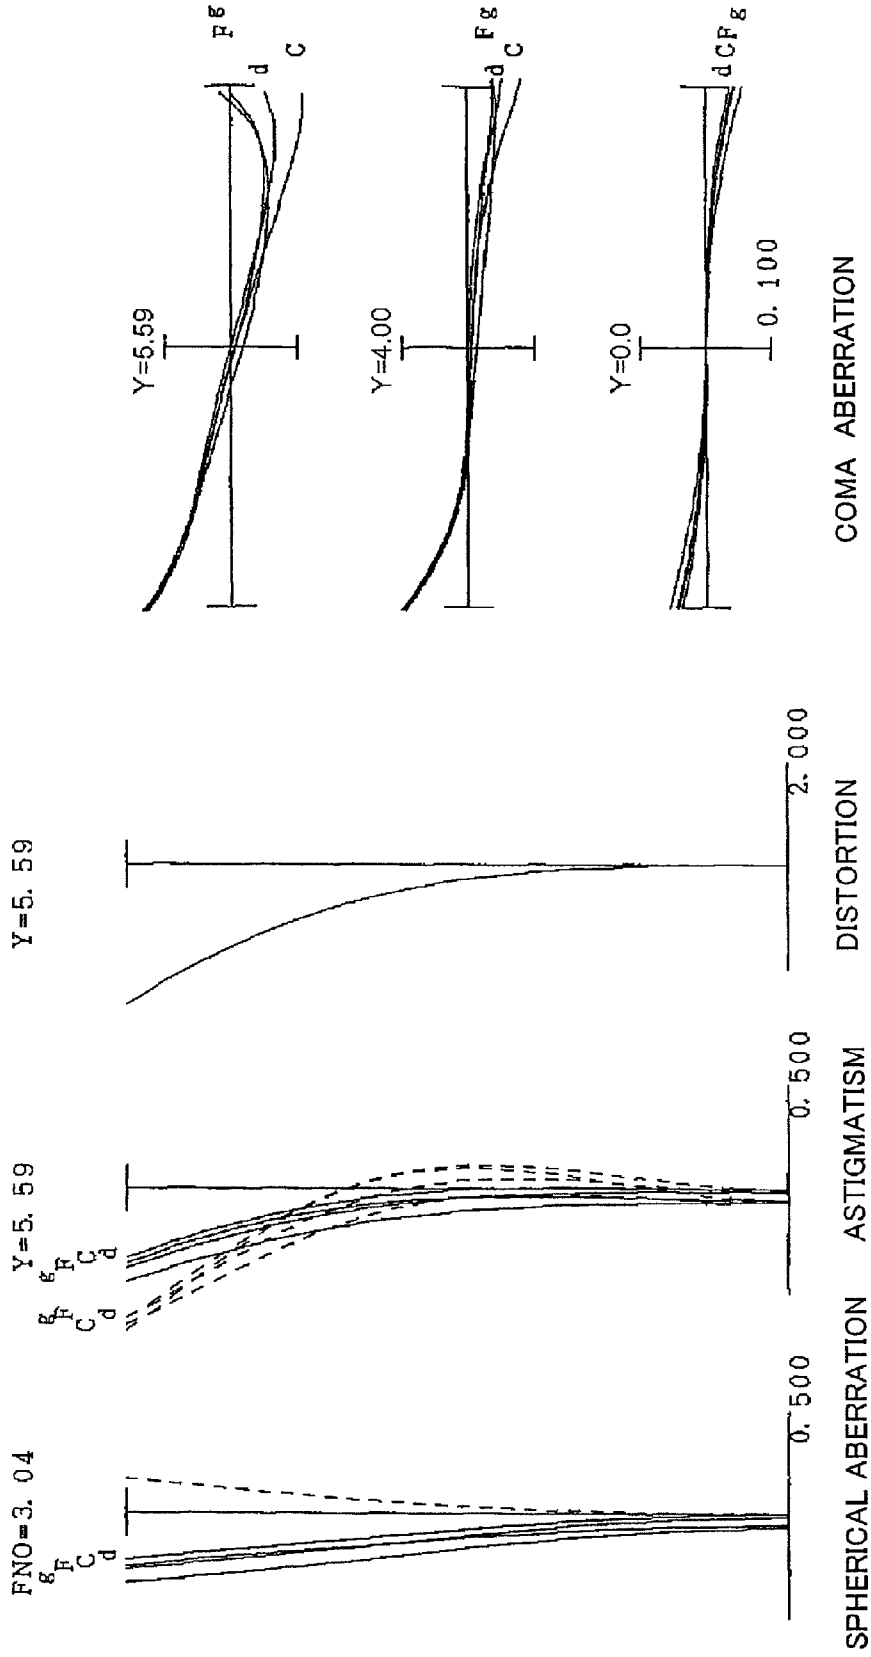 FNO=3.04
g F C d
0.500
SPHERICAL ABERRATION
Y=5.59
g F C d
g F C d
0.500
ASTIGMATISM
Y=5.59
2.000
DISTORTION
Y=5.59
F g
d
C
Y=4.00
F g
d C
Y=0.0
d C F g
0.100
COMA ABERRATION